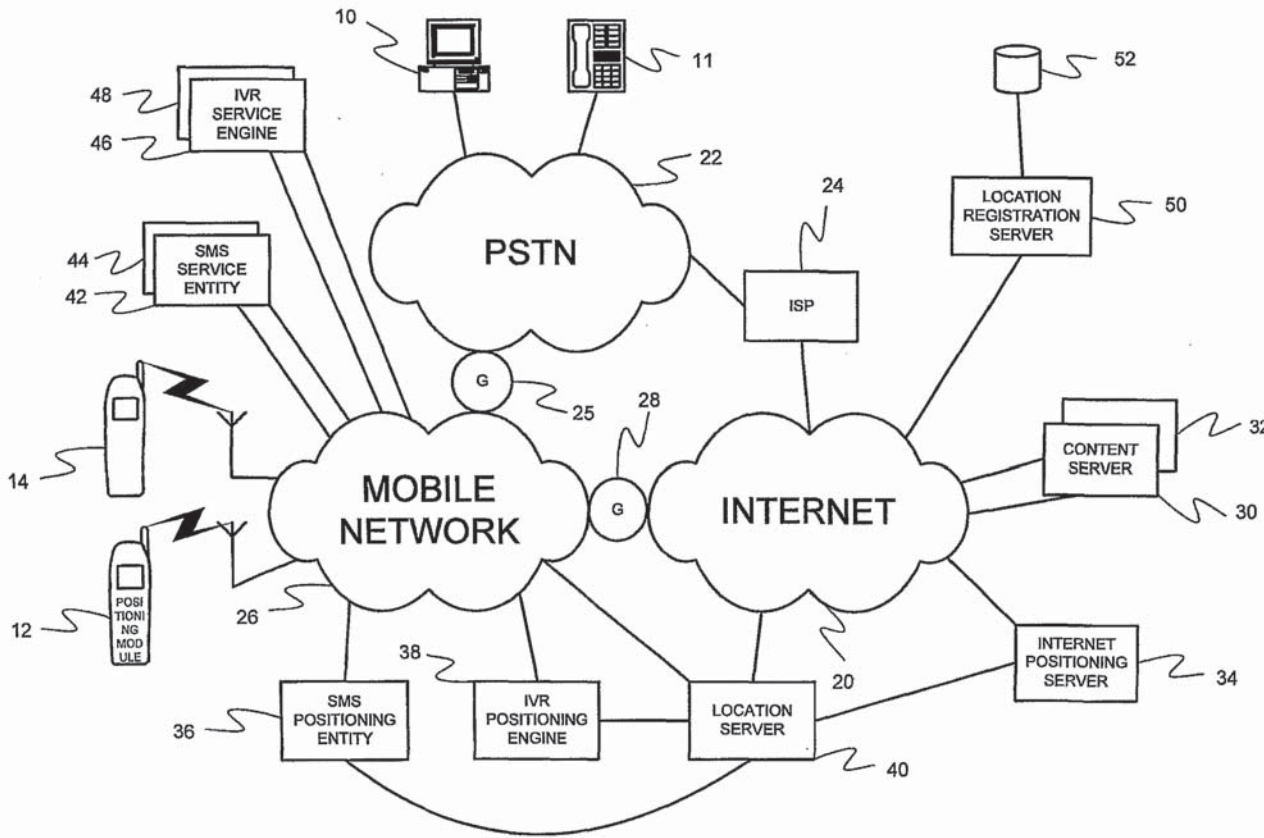 10
11
52
48
IVR
SERVICE
ENGINE
46
22
24
LOCATION
REGISTRATION
SERVER
50
44
SMS
SERVICE
ENTITY
42
PSTN
ISP
G
25
28
14
MOBILE
NETWORK
G
INTERNET
CONTENT
SERVER
32
30
12
POSI
TIONI
NG MOD
ULE
26
38
20
INTERNET
POSITIONING
SERVER
34
36
SMS
POSITIONING
ENTITY
IVR
POSITIONING
ENGINE
LOCATION
SERVER
40